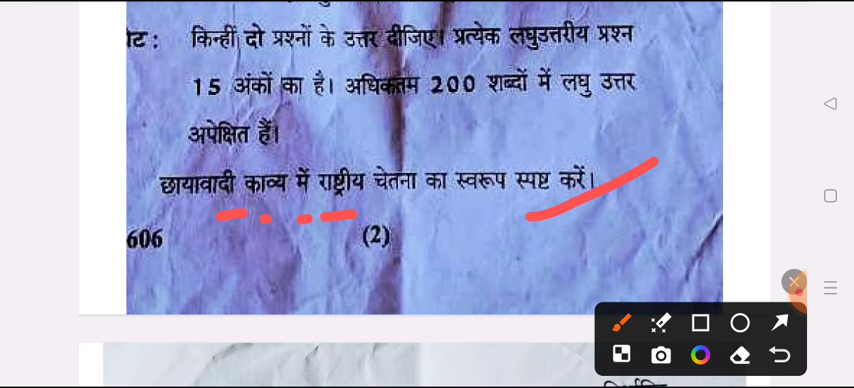 नोट : किन्हीं दो प्रश्नों के उत्तर दीजिए। प्रत्येक लघुउत्तरीय प्रश्न
15 अंकों का है। अधिकतम 200 शब्दों में लघु उत्तर
अपेक्षित हैं।
छायावादी काव्य में राष्ट्रीय चेतना का स्वरूप स्पष्ट करें।
606 (2)